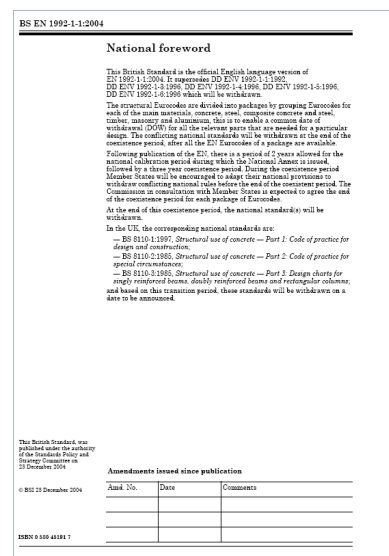 BS EN 1992-1-1:2004
National foreword
This British Standard is the official English language version of
EN 1992-1-1:2004. It supersedes DD ENV 1992-1-1:1992,
DD ENV 1992-1-3:1996, DD ENV 1992-1-4:1996, DD ENV 1992-1-5:1996,
DD ENV 1992-1-6:1996 which will be withdrawn.
The structural Eurocodes are divided into packages by grouping Eurocodes for
each of the main materials, concrete, steel, composite concrete and steel,
timber, masonry and aluminium, this is to enable a common date of
withdrawal (DOW) for all the relevant parts that are needed for a particular
design. The conflicting national standards will be withdrawn at the end of the
coexistence period, after all the EN Eurocodes of a package are available.
Following publication of the EN, there is a period of 2 years allowed for the
national calibration period during which the National Annex is issued,
followed by a three year coexistence period. During the coexistence period
Member States will be encouraged to adapt their national provisions to
withdraw conflicting national rules before the end of the coexistent period. The
Commission in consultation with Member States is expected to agree the end
of the coexistence period for each package of Eurocodes.
At the end of this coexistence period, the national standard(s) will be
withdrawn.
In the UK, the corresponding national standards are:
— BS 8110-1:1997, Structural use of concrete — Part 1: Code of practice for
design and construction;
— BS 8110-2:1985, Structural use of concrete — Part 2: Code of practice for
special circumstances;
— BS 8110-3:1985, Structural use of concrete — Part 3: Design charts for
singly reinforced beams, doubly reinforced beams and rectangular columns;
and based on this transition period, these standards will be withdrawn on a
date to be announced.
This British Standard, was
published under the authority
of the Standards Policy and
Strategy Committee on
23 December 2004
© BSI 23 December 2004
ISBN 0 580 45191 7
Amendments issued since publication
Amd. No. Date Comments